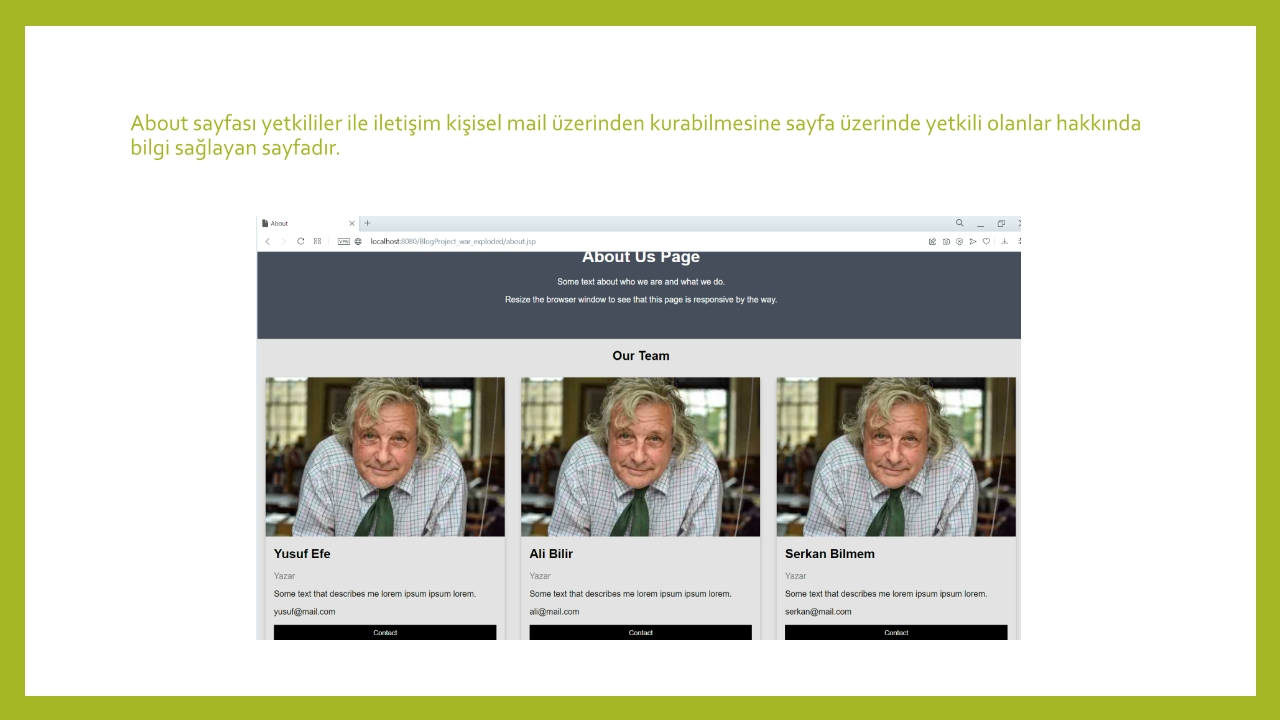 About sayfası yetkililer ile iletişim kişisel mail üzerinden kurabilmesine sayfa üzerinde yetkili olanlar hakkında
bilgi sağlayan sayfadır.
About
VPN localhost:8080/BlogProject_war_exploded/about.jsp
About Us Page
Some text about who we are and what we do.
Resize the browser window to see that this page is responsive by the way.
Our Team
Yusuf Efe
Yazar
Some text that describes me lorem ipsum ipsum lorem.
yusuf@mail.com
Contact
Ali Bilir
Yazar
Some text that describes me lorem ipsum ipsum lorem.
ali@mail.com
Contact
Serkan Bilmem
Yazar
Some text that describes me lorem ipsum ipsum lorem.
serkan@mail.com
Contact